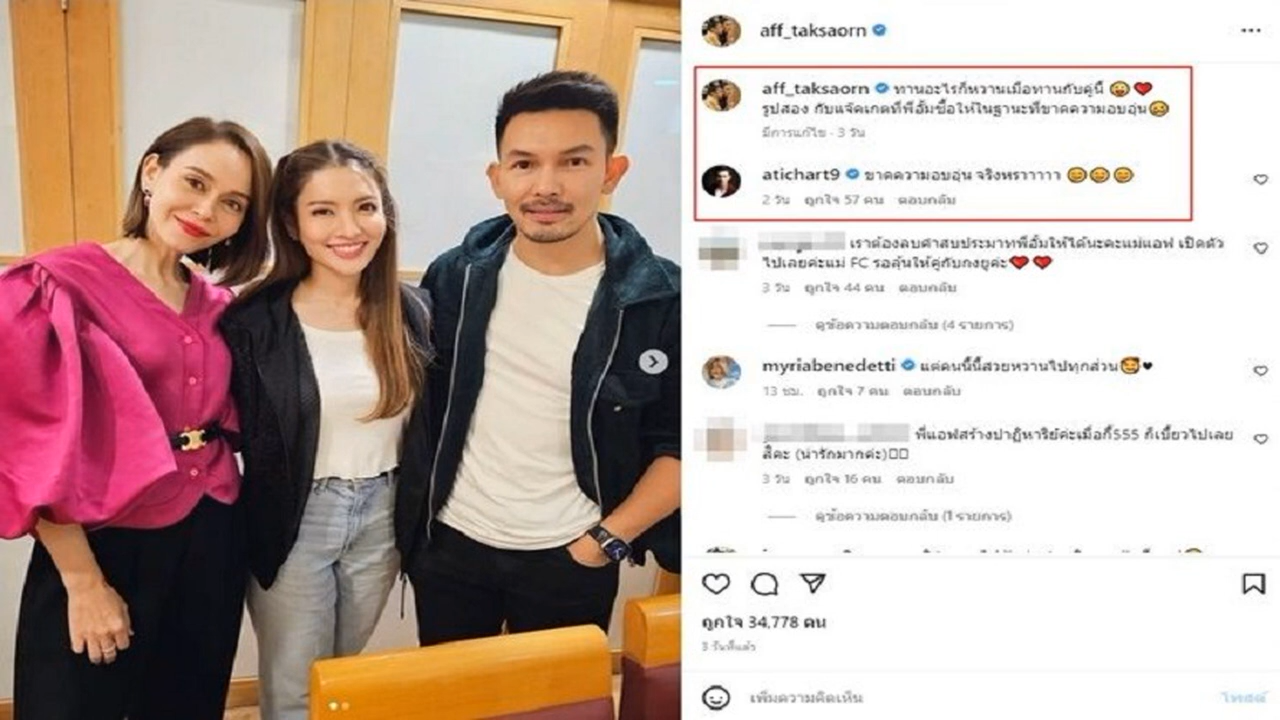 aff_taksaorn
aff_taksaorn ทานอะไรก็หวานเมื่อทานกับคู่นี้
รูปสอง กับแจ๊คเกตที่พี่อั้มซื้อให้ในฐานะที่ขาดความอบอุ่น
มีการแก้ไข · 3 วัน
atichart9 ขาดความอบอุ่น จริงหราาาาา
2 วัน ถูกใจ 57 คน ตอบกลับ
เราต้องลบคำสบประมาทพี่อั้มให้ได้นะคะแม่แอฟ เปิดตัว
ไปเลยค่ะแม่ FC รอลุ้นให้คู่กับกงยูค่ะ
3 วัน ถูกใจ 44 คน ตอบกลับ
ดูข้อความตอบกลับ (4 รายการ)
myriabenedetti แต่คนนี้นี้สวยหวานไปทุกส่วน
13 ชม. ถูกใจ 7 คน ตอบกลับ
พี่แอฟสร้างปาฏิหาริย์ค่ะเมื่อกี้555 ก็เบี้ยวไปเลย
สิ๊คะ (น่ารักมากค่ะ)
3 วัน ถูกใจ 16 คน ตอบกลับ
ดูข้อความตอบกลับ (1 รายการ)
ถูกใจ 34,778 คน
3 วันที่แล้ว
เพิ่มความคิดเห็น
โพสต์